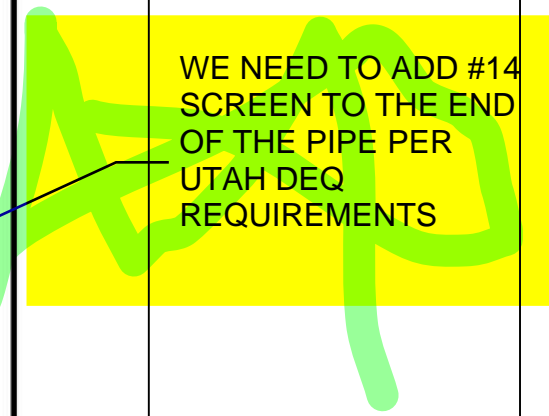 WE NEED TO ADD #14
SCREEN TO THE END
OF THE PIPE PER
UTAH DEQ
REQUIREMENTS